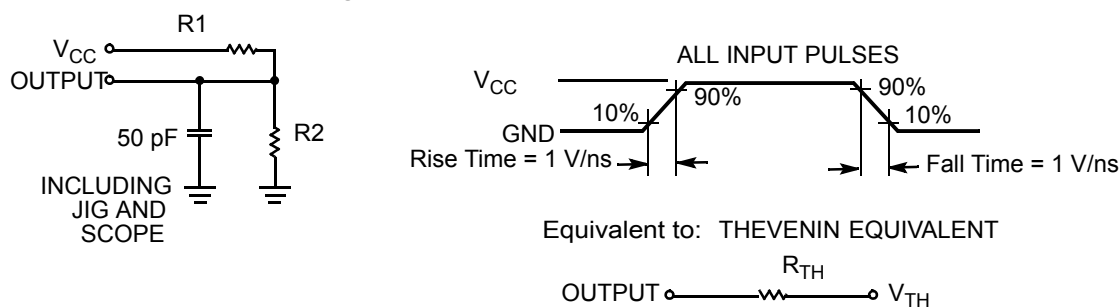 R1
VCC
OUTPUT
50 pF
R2
INCLUDING
JIG AND
SCOPE
ALL INPUT PULSES
VCC
GND
10%
90%
90%
10%
Rise Time = 1 V/ns
Fall Time = 1 V/ns
Equivalent to: THEVENIN EQUIVALENT
RTH
OUTPUT
VTH